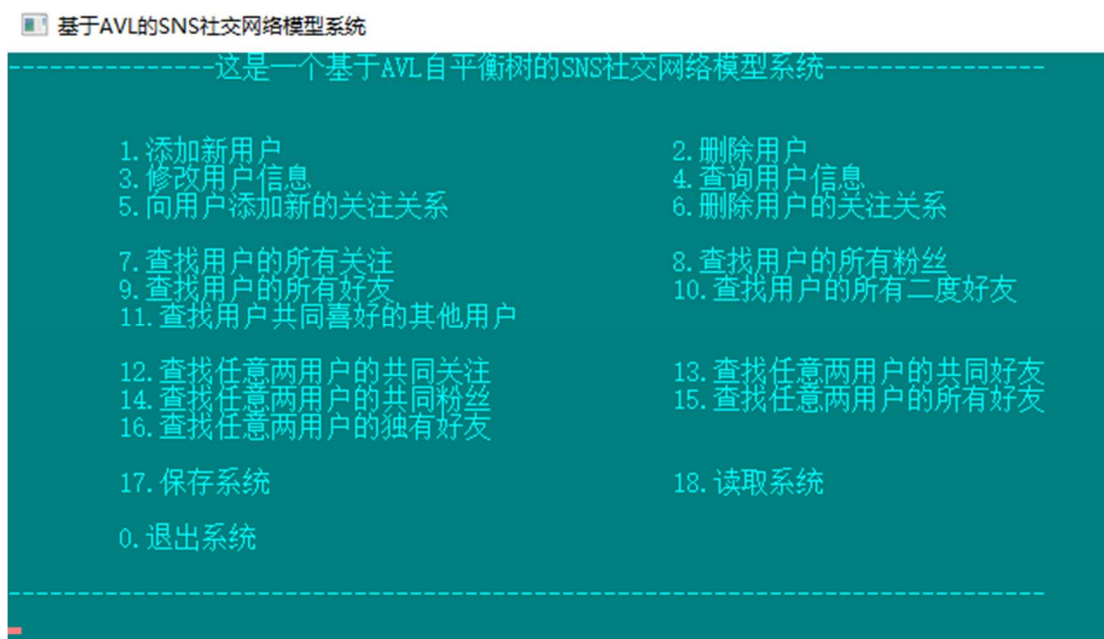 基于AVL的SNS社交网络模型系统
---------------这是一个基于AVL自平衡树的SNS社交网络模型系统----------------
1.添加新用户 2.删除用户
3.修改用户信息 4.查询用户信息
5.向用户添加新的关注关系 6.删除用户的关注关系
7.查找用户的所有关注 8.查找用户的所有粉丝
9.查找用户的所有好友 10.查找用户的所有二度好友
11.查找用户共同喜好的其他用户
12.查找任意两用户的共同关注 13.查找任意两用户的共同好友
14.查找任意两用户的共同粉丝 15.查找任意两用户的所有好友
16.查找任意两用户的独有好友
17.保存系统 18.读取系统
0.退出系统
---------------------------------------------------------------------------